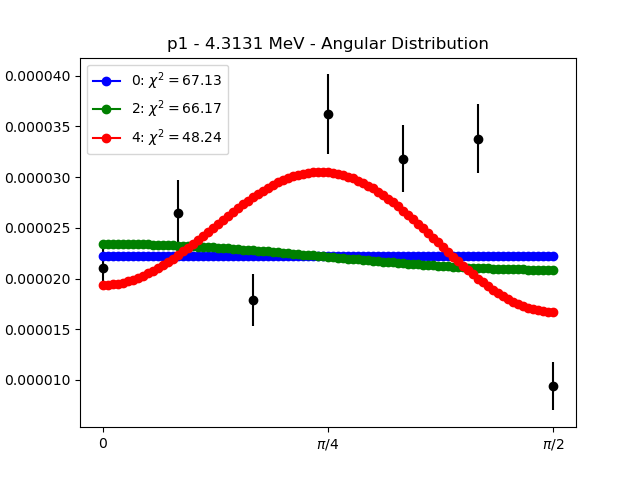 p1 - 4.3131 MeV - Angular Distribution
0.000040
0.000035
0.000030
0.000025
0.000020
0.000015
0.000010
0: χ² = 67.13
2: χ² = 66.17
4: χ² = 48.24
0
π/4
π/2